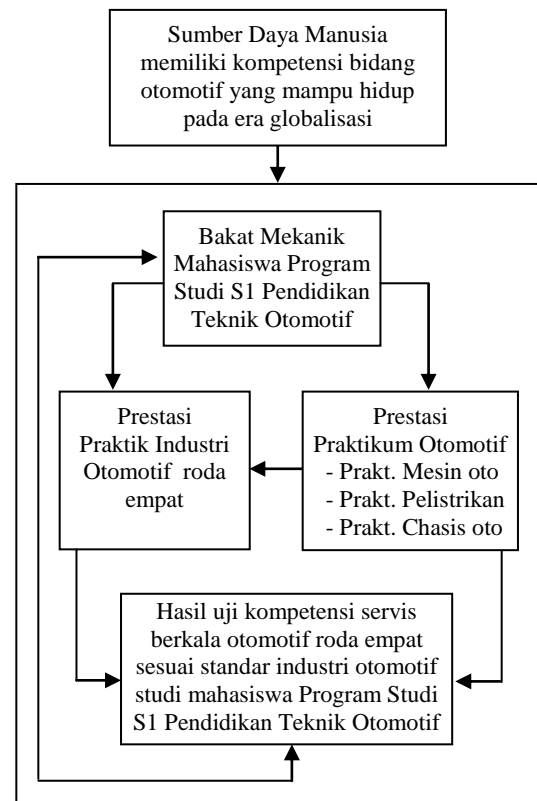 Sumber Daya Manusia
memiliki kompetensi bidang
otomotif yang mampu hidup
pada era globalisasi
Bakat Mekanik
Mahasiswa Program
Studi S1 Pendidikan
Teknik Otomotif
Prestasi
Praktik Industri
Otomotif roda
empat
Prestasi
Praktikum Otomotif
- Prakt. Mesin oto
- Prakt. Pelistrikan
- Prakt. Chasis oto
Hasil uji kompetensi servis
berkala otomotif roda empat
sesuai standar industri otomotif
studi mahasiswa Program Studi
S1 Pendidikan Teknik Otomotif